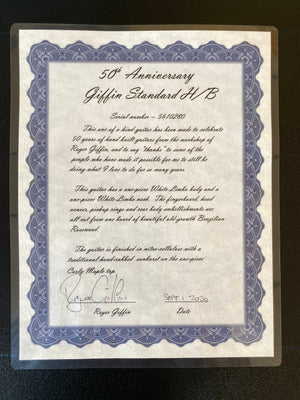 50th Anniversary
Giffin Standard H/B
Serial number - 5610280
This one of a kind guitar has been made to celebrate
50 years of hand built guitars from the workshop of
Roger Giffin, and to say "thanks" to some of the
people who have made it possible for me to still be
doing what I love to do for so many years.
This guitar has a one-piece White Limba body and a
one-piece White Limba neck. The fingerboard, head
veneer, pickup rings and rear body embellishments are
all cut from one board of beautiful old-growth Brazilian
Rosewood.
The guitar is finished in nitro-cellulose with a
traditional hand-rubbed sunburst on the one-piece
Curly Maple top.
SEPT. 1. 2020
Roger Giffin Date